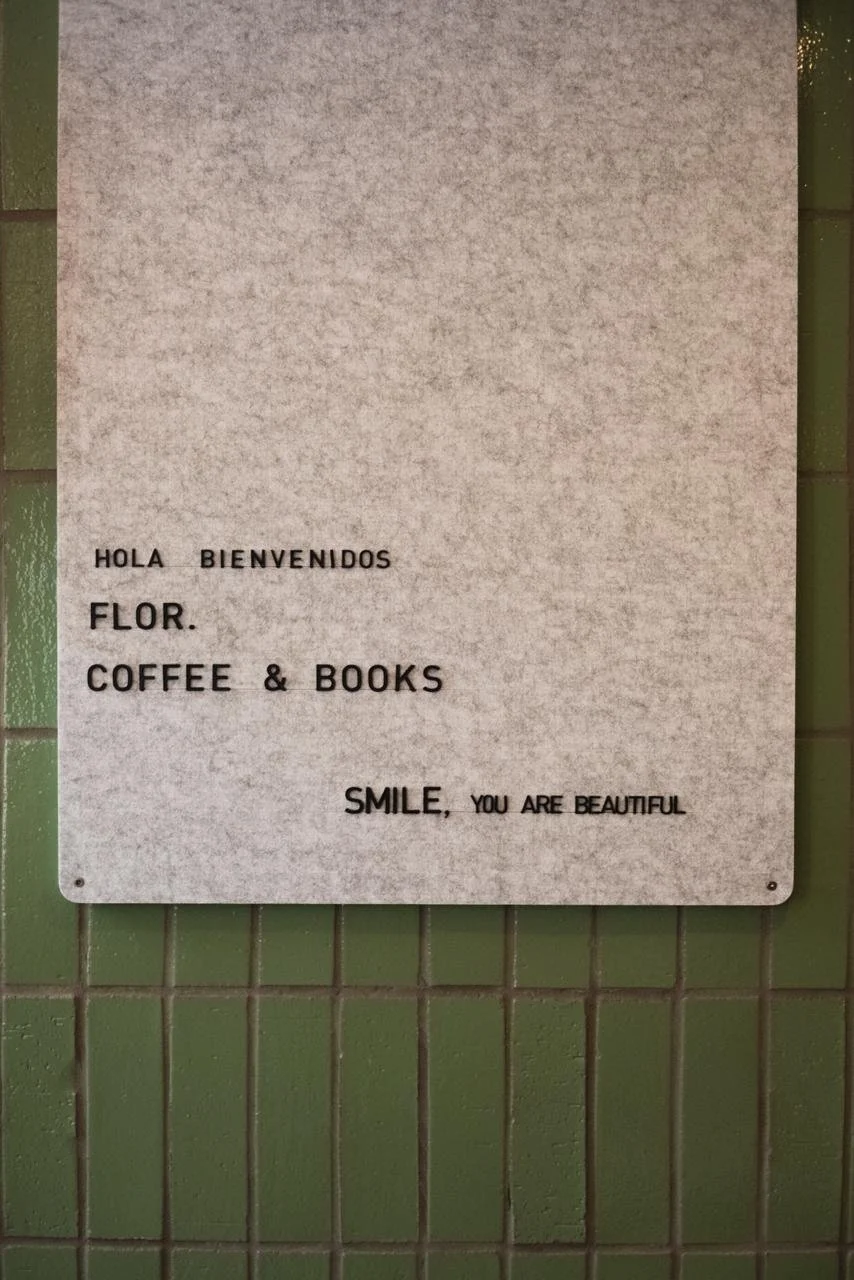 HOLA BIENVENIDOS
FLOR.
COFFEE & BOOKS
SMILE, YOU ARE BEAUTIFUL